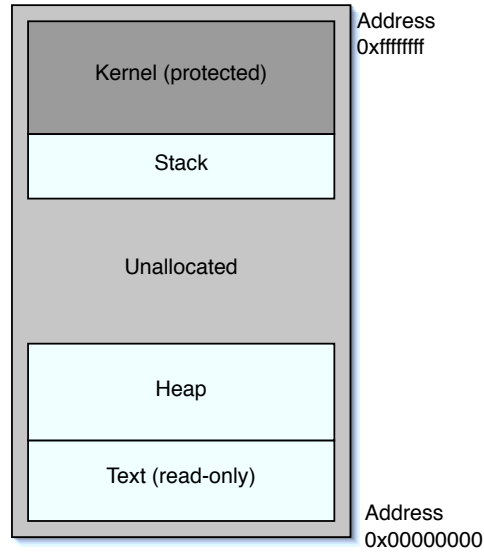 Address
0xffffffff
Kernel (protected)
Stack
Unallocated
Heap
Text (read-only)
Address
0x00000000